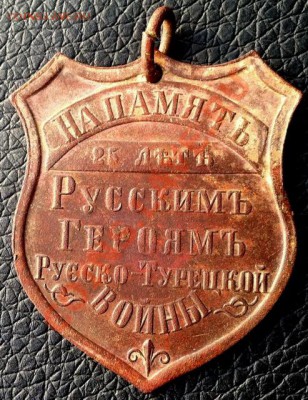 НА ПАМЯТЬ
25 ЛѢТЪ
РУССКИМЪ
ГЕРОЯМЪ
РУССКО-ТУРЕЦКОЙ
ВОЙНЫ